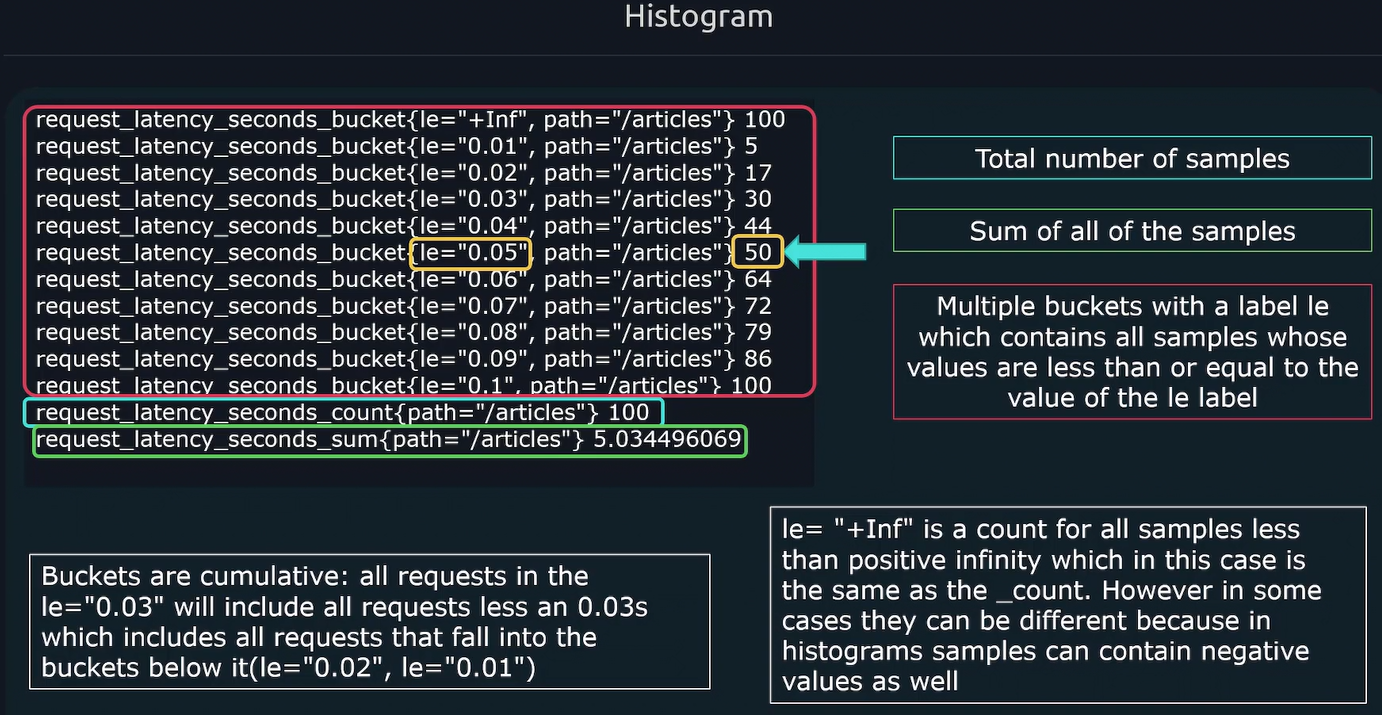 Histogram
request_latency_seconds_bucket{le="+Inf", path="/articles"} 100
request_latency_seconds_bucket{le="0.01", path="/articles"} 5
request_latency_seconds_bucket{le="0.02", path="/articles"} 17
request_latency_seconds_bucket{le="0.03", path="/articles"} 30
request_latency_seconds_bucket{le="0.04", path="/articles"} 44
request_latency_seconds_bucket{le="0.05", path="/articles"} 50
request_latency_seconds_bucket{le="0.06", path="/articles"} 64
request_latency_seconds_bucket{le="0.07", path="/articles"} 72
request_latency_seconds_bucket{le="0.08", path="/articles"} 79
request_latency_seconds_bucket{le="0.09", path="/articles"} 86
request_latency_seconds_bucket{le="0.1", path="/articles"} 100
request_latency_seconds_count{path="/articles"} 100
request_latency_seconds_sum{path="/articles"} 5.034496069
Total number of samples
Sum of all of the samples
Multiple buckets with a label le
which contains all samples whose
values are less than or equal to the
value of the le label
Buckets are cumulative: all requests in the
le="0.03" will include all requests less an 0.03s
which includes all requests that fall into the
buckets below it(le="0.02", le="0.01")
le= "+Inf" is a count for all samples less
than positive infinity which in this case is
the same as the _count. However in some
cases they can be different because in
histograms samples can contain negative
values as well